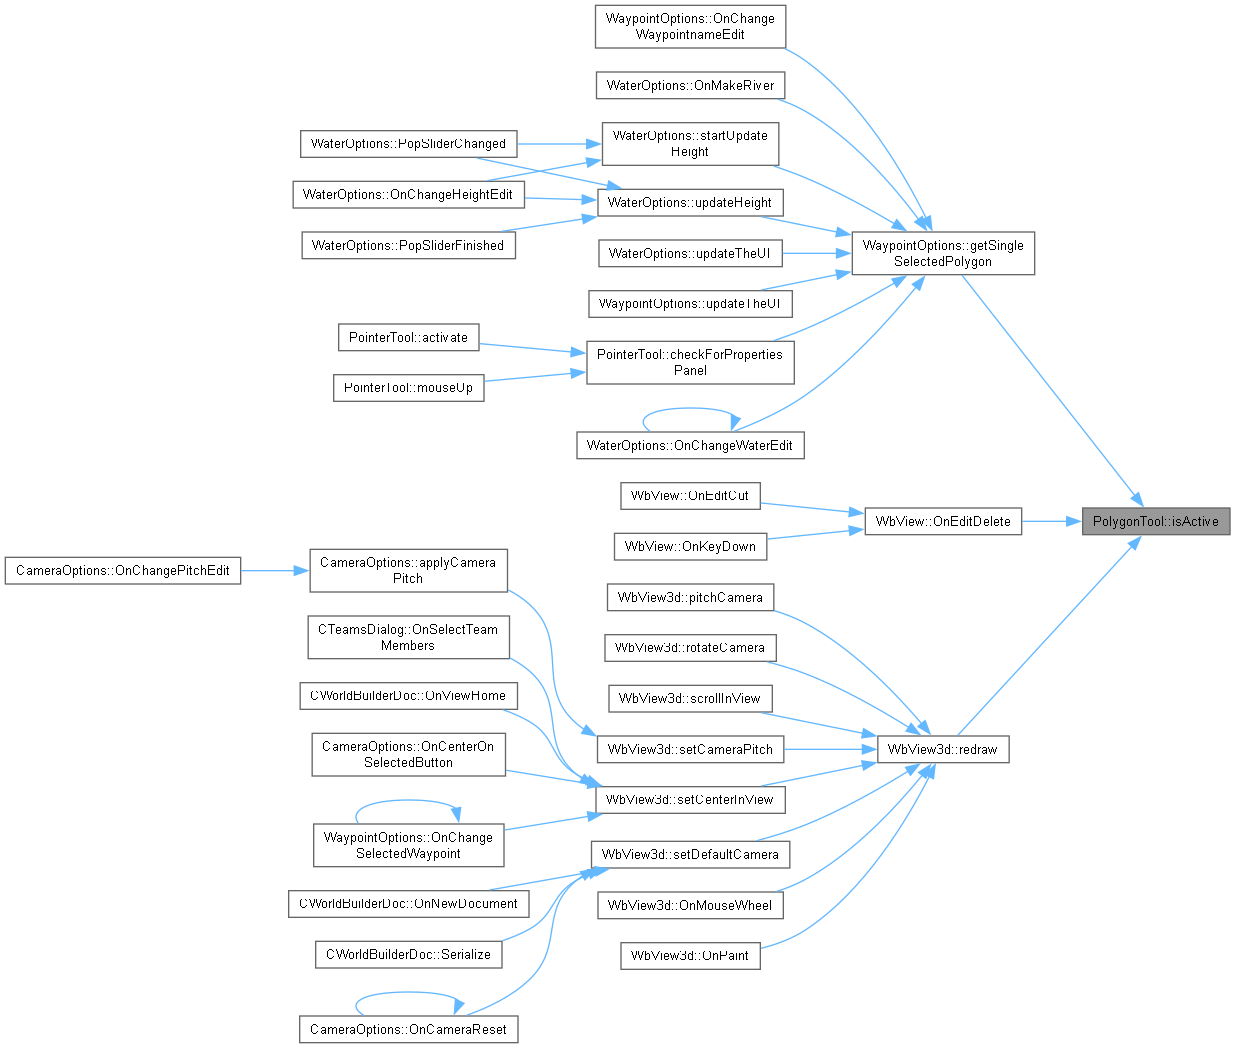 WaypointOptions::OnChange
WaypointnameEdit
WaterOptions::OnMakeRiver
WaterOptions::startUpdate
Height
WaterOptions::PopSliderChanged
WaterOptions::OnChangeHeightEdit
WaterOptions::updateHeight
WaterOptions::PopSliderFinished
WaypointOptions::getSingle
SelectedPolygon
WaterOptions::updateTheUI
WaypointOptions::updateTheUI
PointerTool::activate
PointerTool::checkForProperties
Panel
PointerTool::mouseUp
WaterOptions::OnChangeWaterEdit
WbView::OnEditCut
WbView::OnEditDelete
PolygonTool::isActive
WbView::OnKeyDown
CameraOptions::OnChangePitchEdit
CameraOptions::applyCamera
Pitch
WbView3d::pitchCamera
CTeamsDialog::OnSelectTeam
Members
WbView3d::rotateCamera
CWorldBuilderDoc::OnViewHome
WbView3d::scrollInView
CameraOptions::OnCenterOn
SelectedButton
WbView3d::setCameraPitch
WbView3d::redraw
WbView3d::setCenterInView
WaypointOptions::OnChange
SelectedWaypoint
WbView3d::setDefaultCamera
CWorldBuilderDoc::OnNewDocument
WbView3d::OnMouseWheel
CWorldBuilderDoc::Serialize
WbView3d::OnPaint
CameraOptions::OnCameraReset